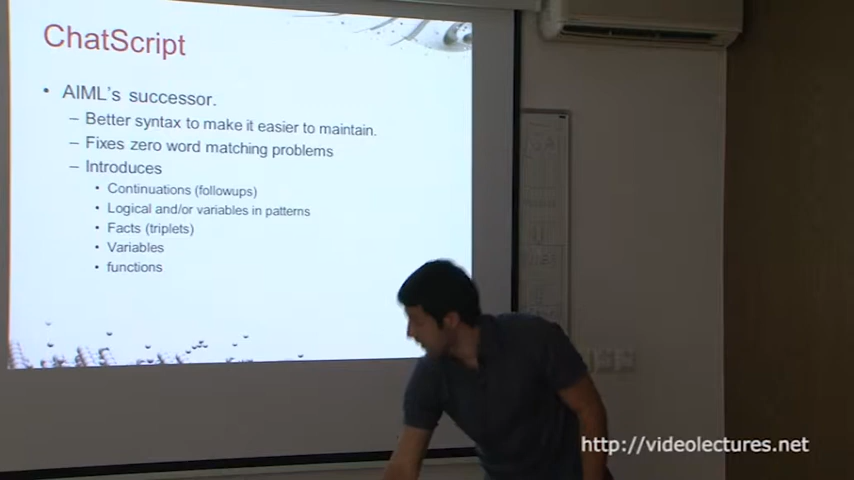 ChatScript
• AIML's successor.
– Better syntax to make it easier to maintain.
– Fixes zero word matching problems
– Introduces
• Continuations (followups)
• Logical and/or variables in patterns
• Facts (triplets)
• Variables
• functions
http://videolectures.net